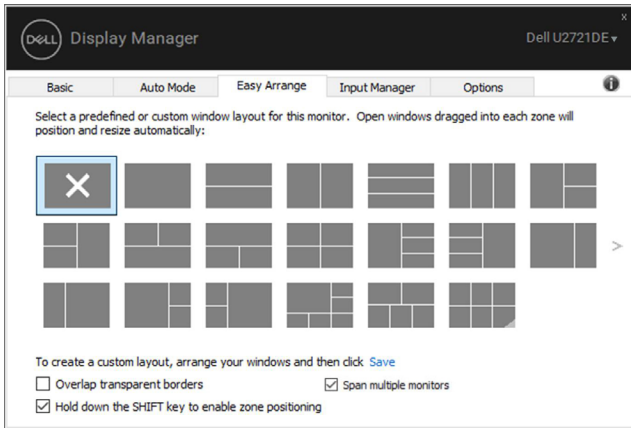 x
DELL Display Manager Dell U2721DE
Basic Auto Mode Easy Arrange Input Manager Options
Select a predefined or custom window layout for this monitor. Open windows dragged into each zone will
position and resize automatically:
To create a custom layout, arrange your windows and then click Save
Overlap transparent borders Span multiple monitors
Hold down the SHIFT key to enable zone positioning